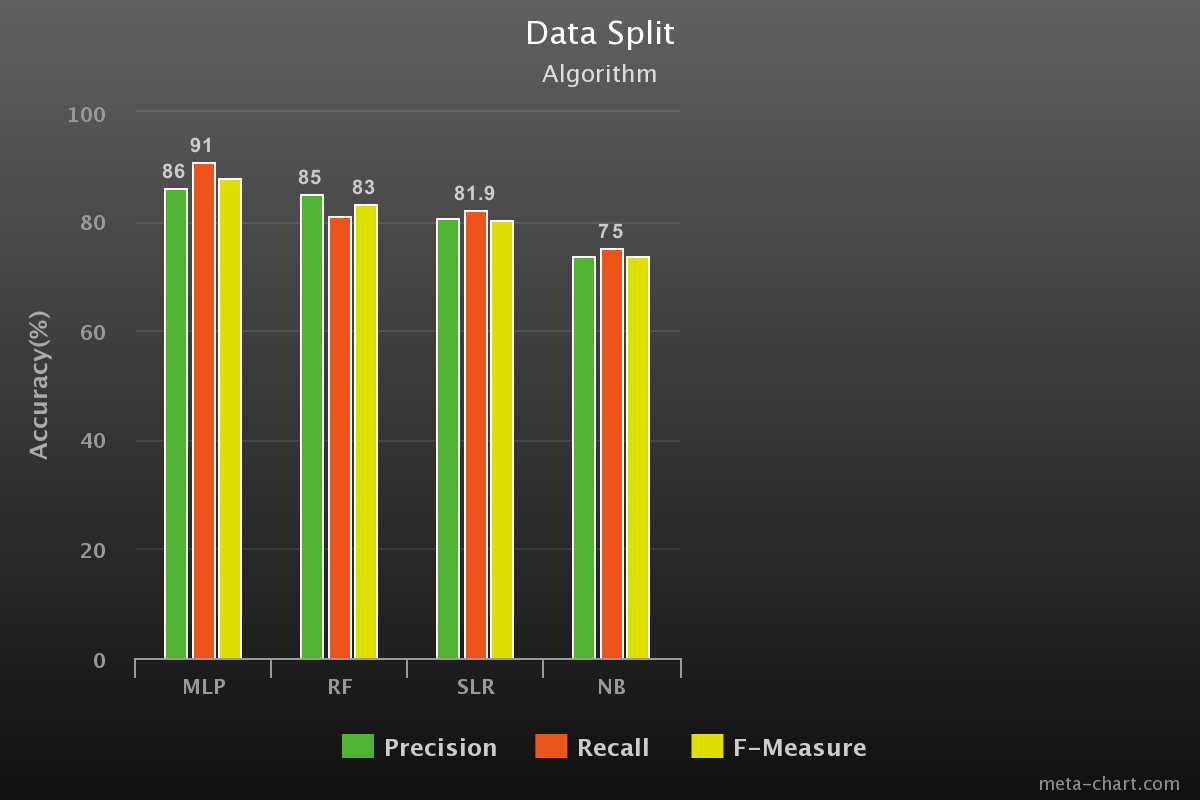 Data Split
Algorithm
100
80
60
40
20
0
Accuracy(%)
86
91
85
83
81.9
75
MLP RF SLR NB
Precision Recall F-Measure
meta-chart.com